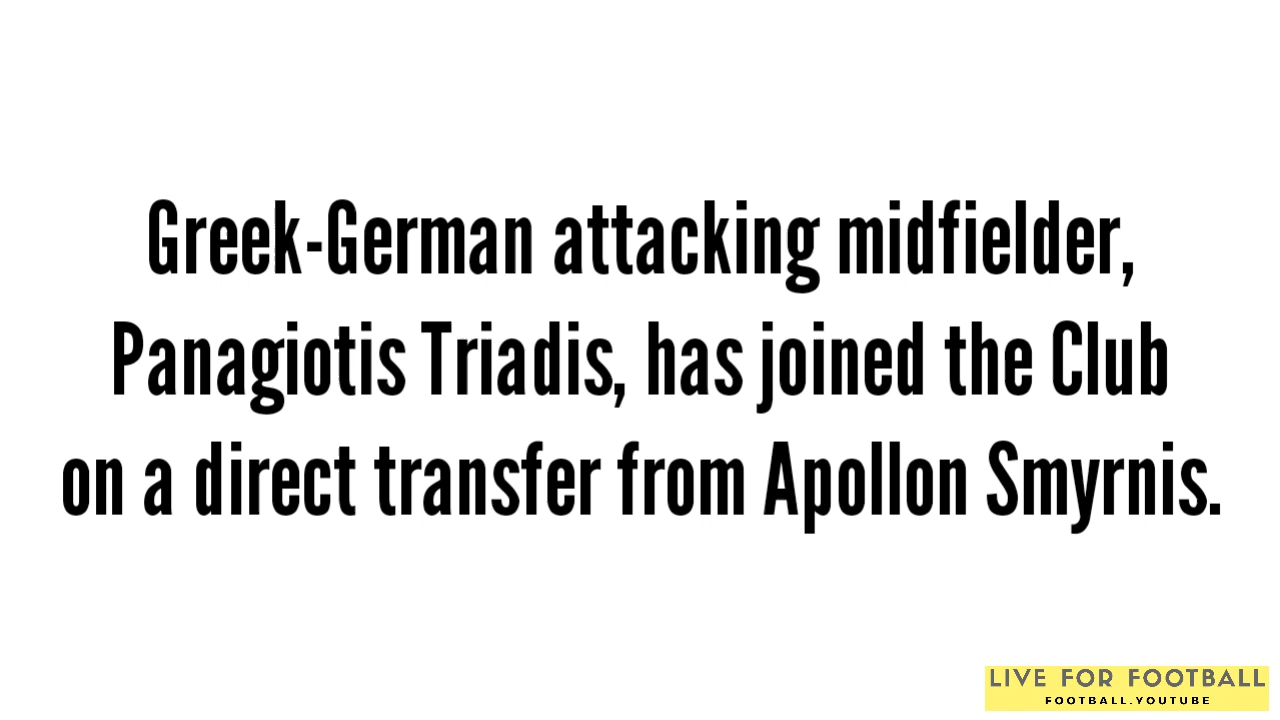 Greek-German attacking midfielder,
Panagiotis Triadis, has joined the Club
on a direct transfer from Apollon Smyrnis.
LIVE FOR FOOTBALL
FOOTBALL.YOUTUBE